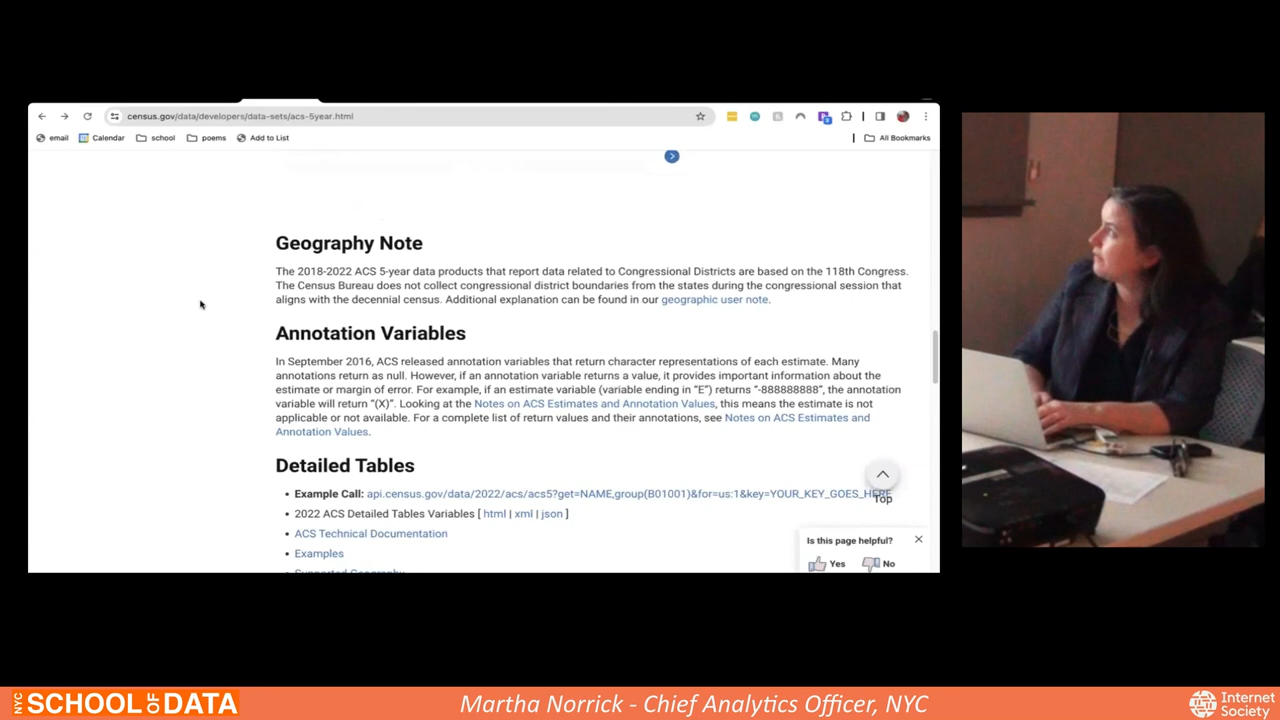 census.gov/data/developers/data-sets/acs-5year.html
email Calendar school poems Add to List All Bookmarks
Geography Note
The 2018-2022 ACS 5-year data products that report data related to Congressional Districts are based on the 118th Congress.
The Census Bureau does not collect congressional district boundaries from the states during the congressional session that
aligns with the decennial census. Additional explanation can be found in our geographic user note.
Annotation Variables
In September 2016, ACS released annotation variables that return character representations of each estimate. Many
annotations return as null. However, if an annotation variable returns a value, it provides important information about the
estimate or margin of error. For example, if an estimate variable (variable ending in "E") returns "-888888888", the annotation
variable will return "(X)". Looking at the Notes on ACS Estimates and Annotation Values, this means the estimate is not
applicable or not available. For a complete list of return values and their annotations, see Notes on ACS Estimates and
Annotation Values.
Detailed Tables
• Example Call: api.census.gov/data/2022/acs/acs5?get=NAME,group(B01001)&for=us:1&key=YOUR_KEY_GOES_HERE
Top
• 2022 ACS Detailed Tables Variables [ html | xml | json ]
• ACS Technical Documentation
• Examples
• Supported Geography
Is this page helpful?
Yes No
NYC SCHOOL OF DATA
Martha Norrick - Chief Analytics Officer, NYC
Internet
Society